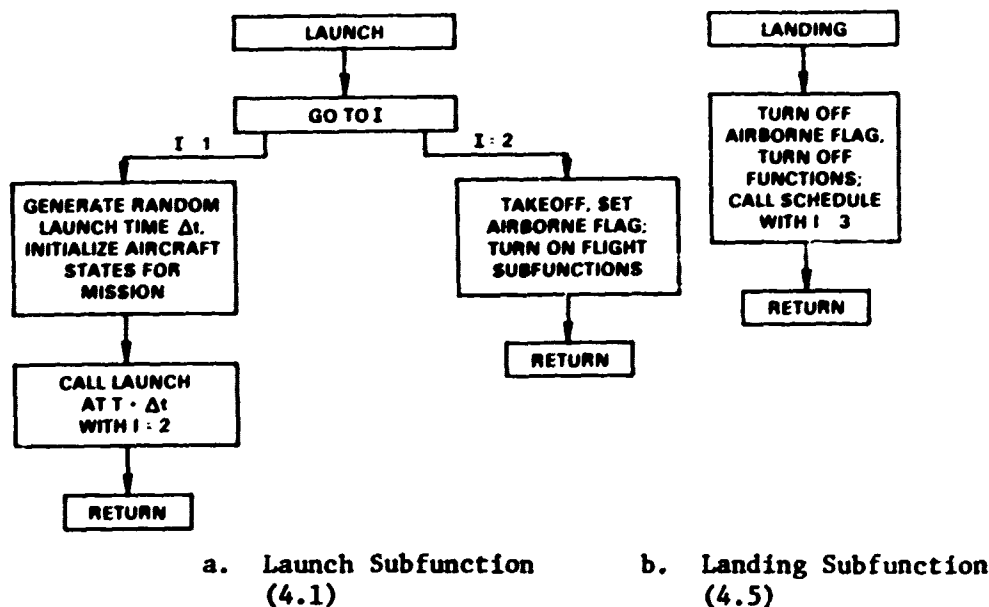 LAUNCH
GO TO I
I 1
I = 2
GENERATE RANDOM
LAUNCH TIME Δt,
INITIALIZE AIRCRAFT
STATES FOR
MISSION
CALL LAUNCH
AT T · Δt
WITH I = 2
RETURN
TAKEOFF, SET
AIRBORNE FLAG;
TURN ON FLIGHT
SUBFUNCTIONS
RETURN
LANDING
TURN OFF
AIRBORNE FLAG,
TURN OFF
FUNCTIONS;
CALL SCHEDULE
WITH I 3
RETURN
a. Launch Subfunction
(4.1)
b. Landing Subfunction
(4.5)